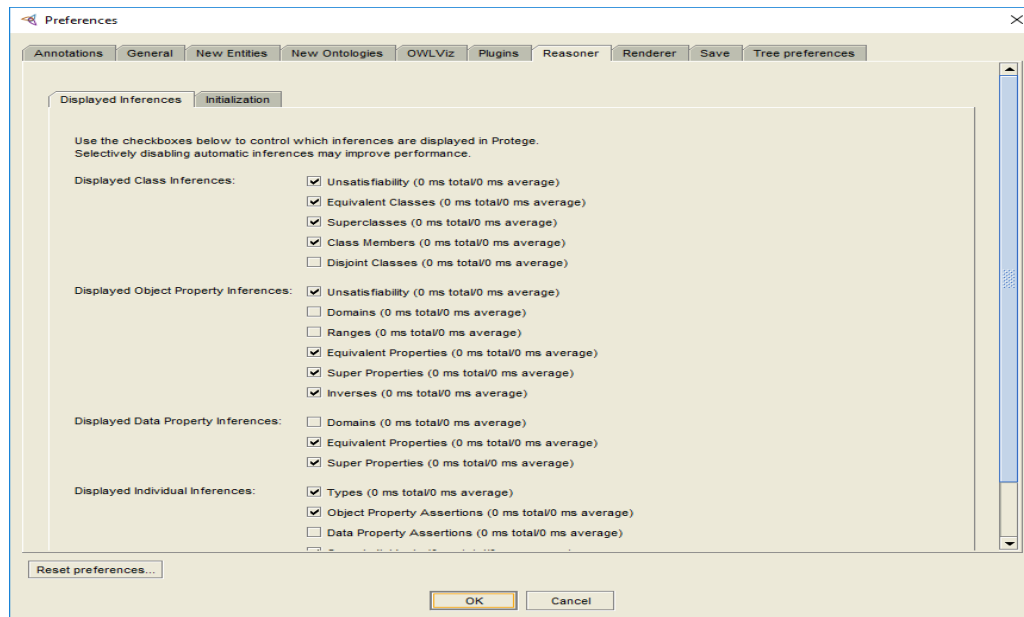 Preferences
Annotations General New Entities New Ontologies OWLViz Plugins Reasoner Renderer Save Tree preferences
Displayed Inferences Initialization
Use the checkboxes below to control which inferences are displayed in Protege.
Selectively disabling automatic inferences may improve performance.
Displayed Class Inferences: Unsatisfiability (0 ms total/0 ms average)
Equivalent Classes (0 ms total/0 ms average)
Superclasses (0 ms total/0 ms average)
Class Members (0 ms total/0 ms average)
Disjoint Classes (0 ms total/0 ms average)
Displayed Object Property Inferences: Unsatisfiability (0 ms total/0 ms average)
Domains (0 ms total/0 ms average)
Ranges (0 ms total/0 ms average)
Equivalent Properties (0 ms total/0 ms average)
Super Properties (0 ms total/0 ms average)
Inverses (0 ms total/0 ms average)
Displayed Data Property Inferences: Domains (0 ms total/0 ms average)
Equivalent Properties (0 ms total/0 ms average)
Super Properties (0 ms total/0 ms average)
Displayed Individual Inferences: Types (0 ms total/0 ms average)
Object Property Assertions (0 ms total/0 ms average)
Data Property Assertions (0 ms total/0 ms average)
Reset preferences...
OK Cancel